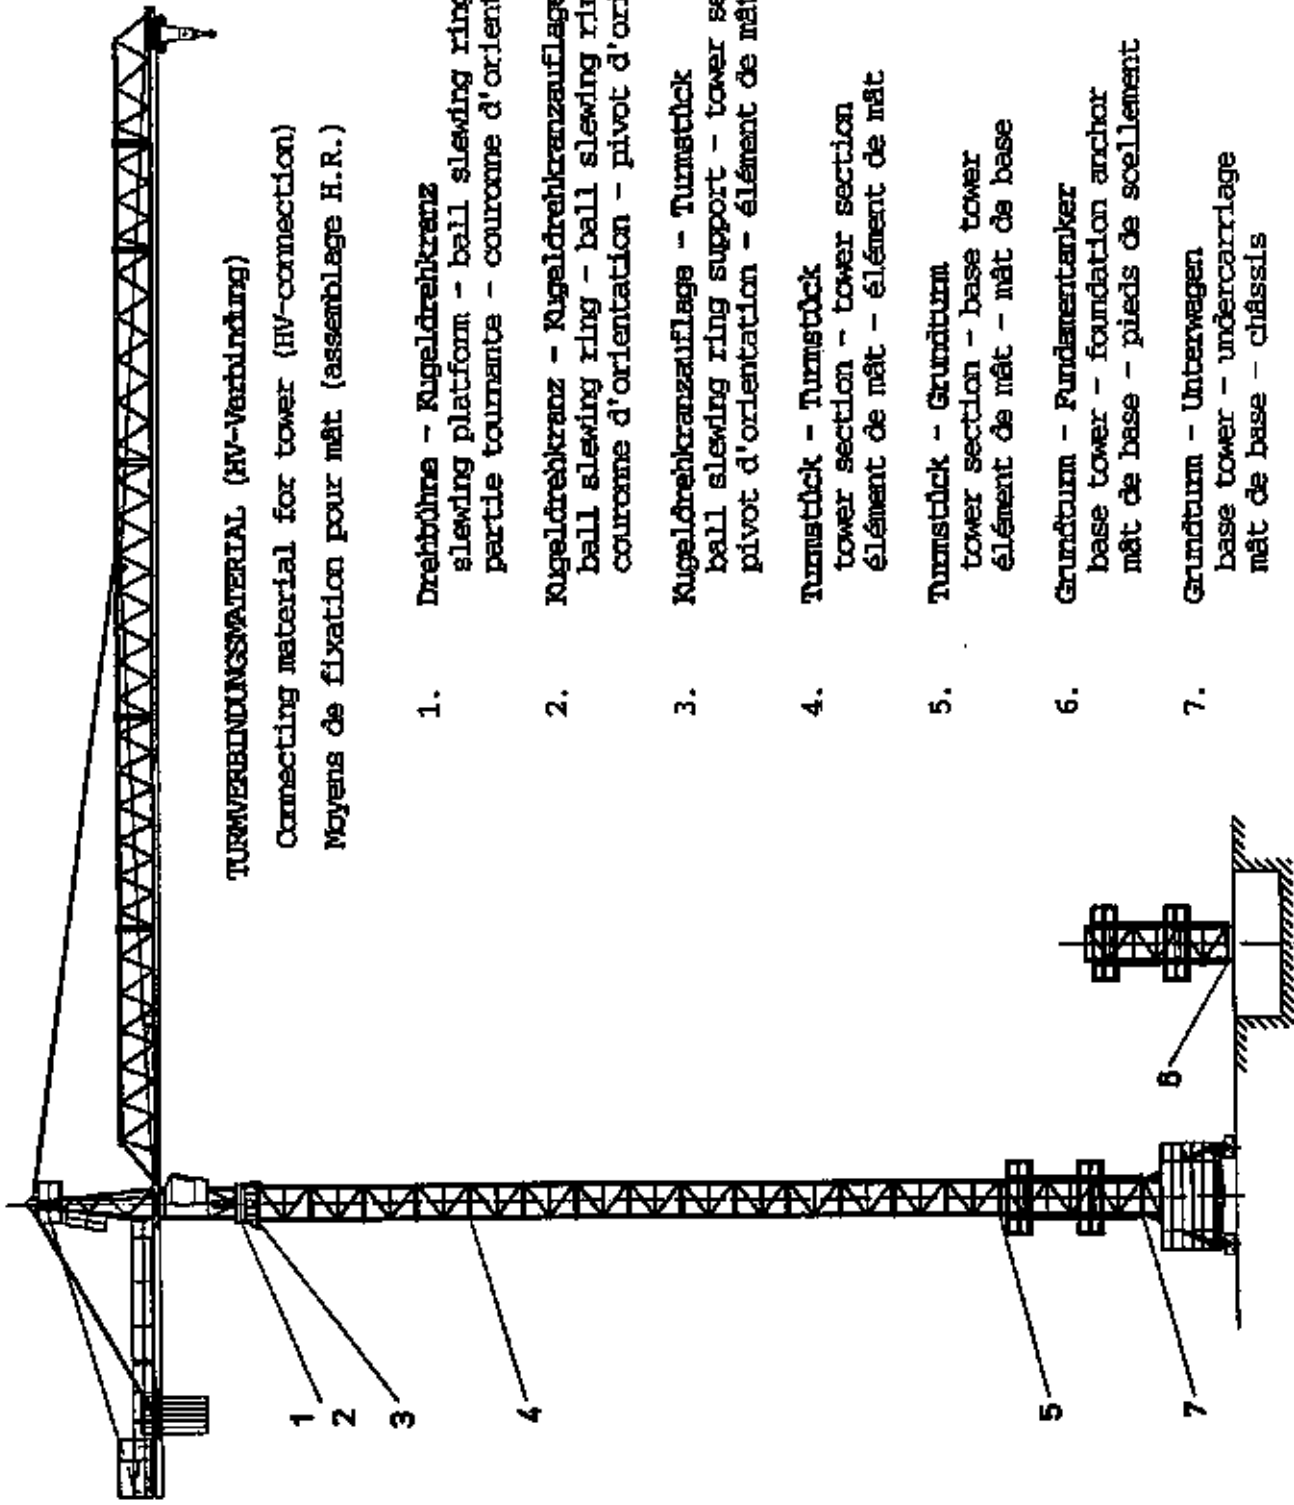 TURMVERBINDUNGSMATERIAL (HV-Verbindung)
Connecting material for tower (HV-connection)
Moyens de fixation pour mât (assemblage H.R.)
1. Drehbühne - Kugeldrehkranz
slewing platform - ball slewing ring
partie tournante - couronne d'orient
2. Kugeldrehkranz - Kugeldrehkranzauflage
ball slewing ring - ball slewing rin
couronne d'orientation - pivot d'ori
3. Kugeldrehkranzauflage - Turmstück
ball slewing ring support - tower se
pivot d'orientation - élément de mât
4. Turmstück - Turmstück
tower section - tower section
élément de mât - élément de mât
5. Turmstück - Grundturm
tower section - base tower
élément de mât - mât de base
6. Grundturm - Fundamentanker
base tower - foundation anchor
mât de base - pieds de scellement
7. Grundturm - Unterwagen
base tower - undercarriage
mât de base - châssis
1
2
3
4
5
7
6